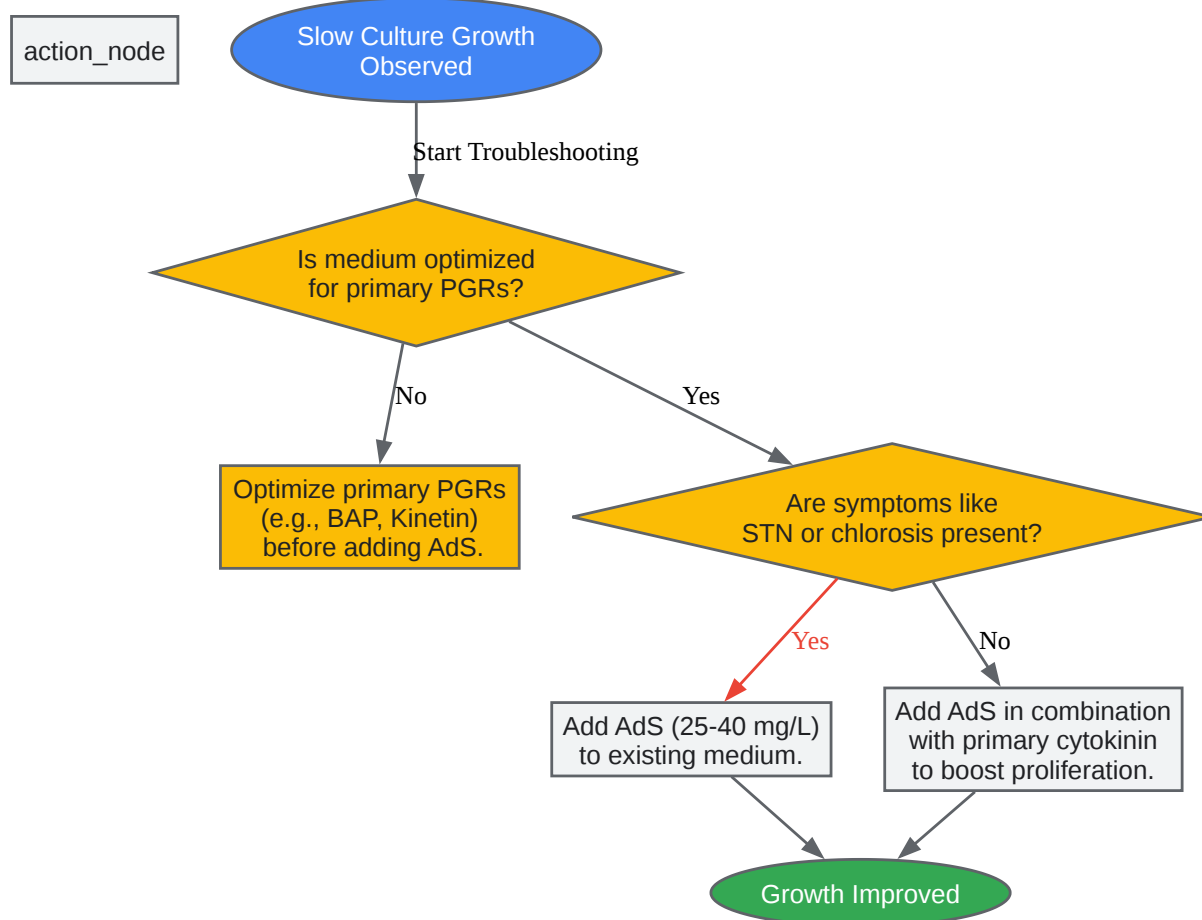 action_node
Slow Culture Growth
Observed
Start Troubleshooting
Is medium optimized
for primary PGRs?
No
Yes
Optimize primary PGRs
(e.g., BAP, Kinetin)
before adding AdS.
Are symptoms like
STN or chlorosis present?
Yes
No
Add AdS (25-40 mg/L)
to existing medium.
Add AdS in combination
with primary cytokinin
to boost proliferation.
Growth Improved